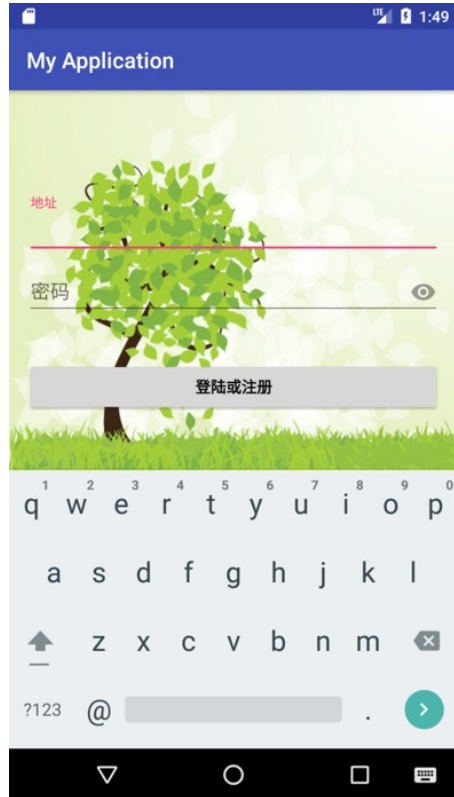 LTE 1:49
My Application
地址
密码
登陆或注册
1 2 3 4 5 6 7 8 9 0
q w e r t y u i o p
a s d f g h j k l
z x c v b n m
?123 @ .